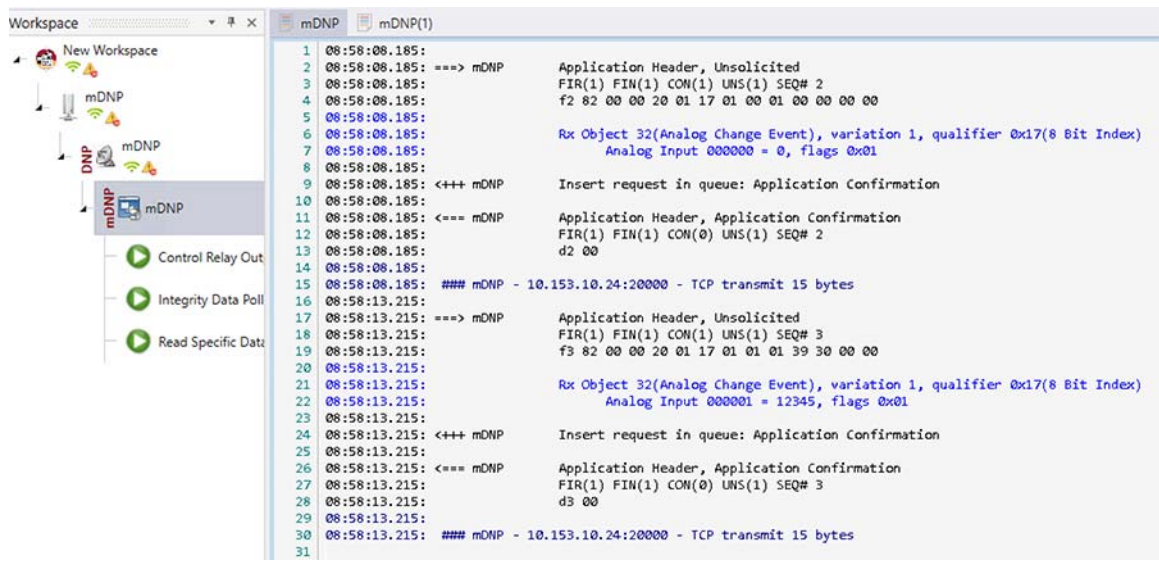 Workspace
New Workspace
mDNP
DNP
mDNP
mDNP
mDNP
Control Relay Out
Integrity Data Poll
Read Specific Data
mDNP
mDNP(1)
1 08:58:08.185:
2 08:58:08.185: ===> mDNP Application Header, Unsolicited
3 08:58:08.185: FIR(1) FIN(1) CON(1) UNS(1) SEQ# 2
4 08:58:08.185: f2 82 00 00 20 01 17 01 00 01 00 00 00 00
5 08:58:08.185:
6 08:58:08.185: Rx Object 32(Analog Change Event), variation 1, qualifier 0x17(8 Bit Index)
7 08:58:08.185: Analog Input 000000 = 0, flags 0x01
8 08:58:08.185:
9 08:58:08.185: <+++ mDNP Insert request in queue: Application Confirmation
10 08:58:08.185:
11 08:58:08.185: <=== mDNP Application Header, Application Confirmation
12 08:58:08.185: FIR(1) FIN(1) CON(0) UNS(1) SEQ# 2
13 08:58:08.185: d2 00
14 08:58:08.185:
15 08:58:08.185: ### mDNP - 10.153.10.24:20000 - TCP transmit 15 bytes
16 08:58:13.215:
17 08:58:13.215: ===> mDNP Application Header, Unsolicited
18 08:58:13.215: FIR(1) FIN(1) CON(1) UNS(1) SEQ# 3
19 08:58:13.215: f3 82 00 00 20 01 17 01 01 01 39 30 00 00
20 08:58:13.215:
21 08:58:13.215: Rx Object 32(Analog Change Event), variation 1, qualifier 0x17(8 Bit Index)
22 08:58:13.215: Analog Input 000001 = 12345, flags 0x01
23 08:58:13.215:
24 08:58:13.215: <+++ mDNP Insert request in queue: Application Confirmation
25 08:58:13.215:
26 08:58:13.215: <=== mDNP Application Header, Application Confirmation
27 08:58:13.215: FIR(1) FIN(1) CON(0) UNS(1) SEQ# 3
28 08:58:13.215: d3 00
29 08:58:13.215:
30 08:58:13.215: ### mDNP - 10.153.10.24:20000 - TCP transmit 15 bytes
31